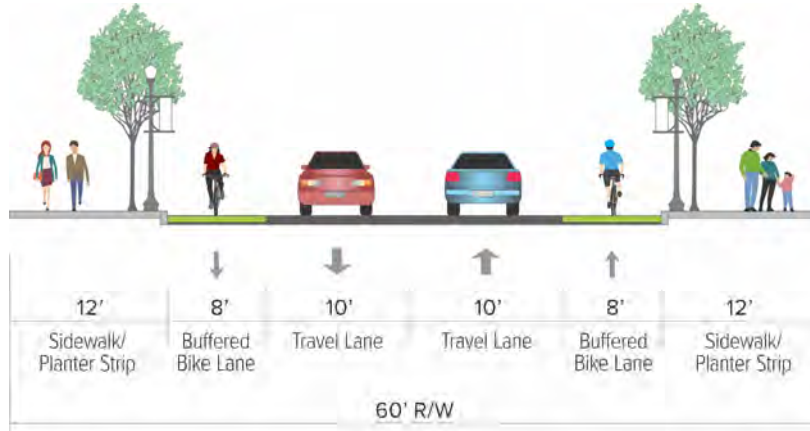 12’ 8’ 10’ 10’ 8’ 12’
Sidewalk/ Buffered Travel Lane Travel Lane Buffered Sidewalk/
Planter Strip Bike Lane Bike Lane Planter Strip
60’ R/W